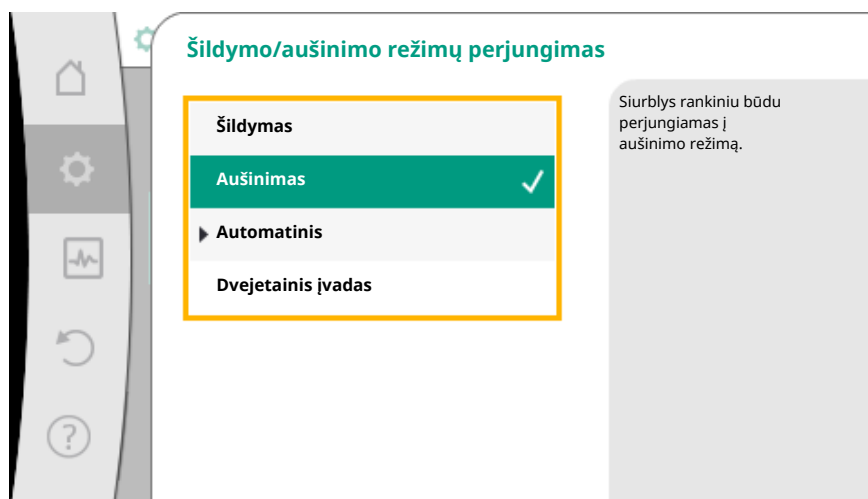 Šildymo/aušinimo režimų perjungimas
Šildymas
Aušinimas
Automatinis
Dvejetainis įvadas
Siurblys rankiniu būdu
perjungiamas į
aušinimo režimą.